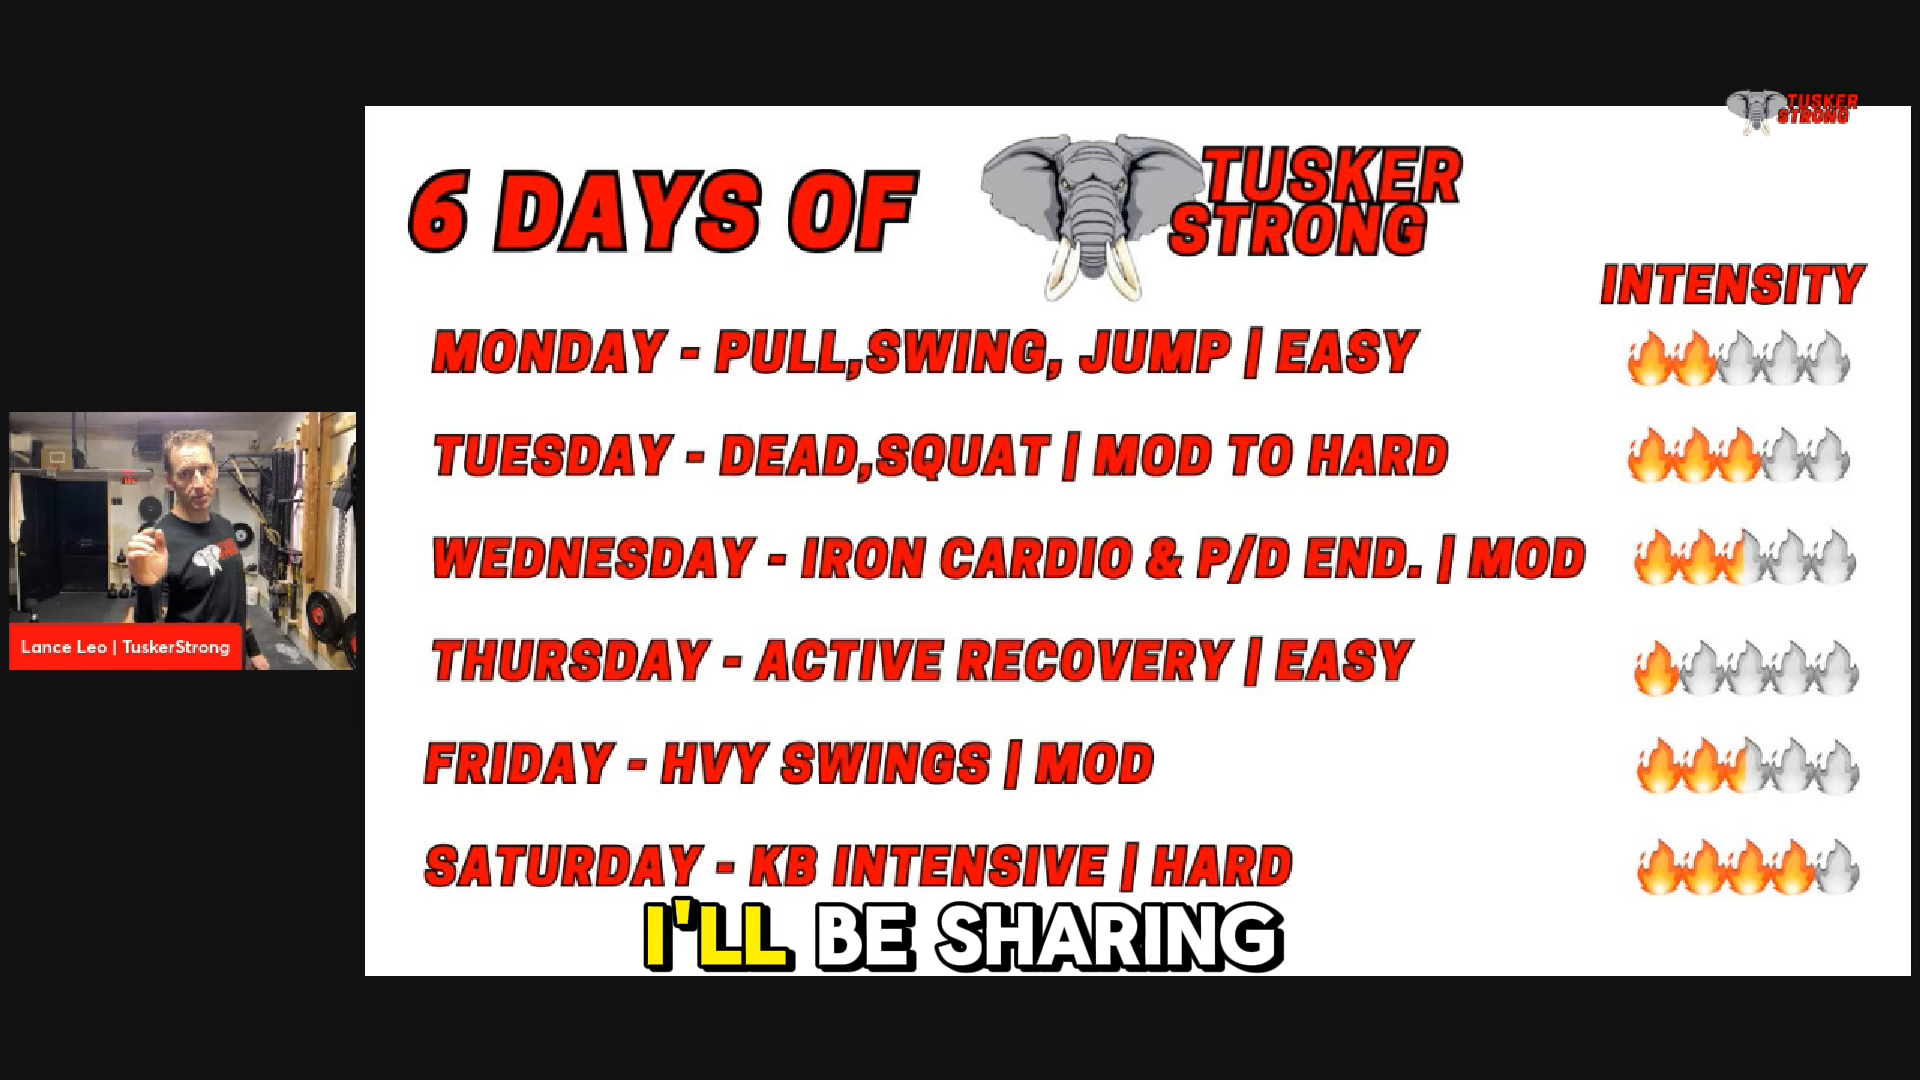 TUSKER
STRONG
6 DAYS OF
TUSKER
STRONG
INTENSITY
MONDAY - PULL,SWING, JUMP | EASY
TUESDAY - DEAD,SQUAT | MOD TO HARD
WEDNESDAY - IRON CARDIO & P/D END. | MOD
THURSDAY - ACTIVE RECOVERY | EASY
FRIDAY - HVY SWINGS | MOD
SATURDAY - KB INTENSIVE | HARD
Lance Leo | TuskerStrong
I'LL BE SHARING